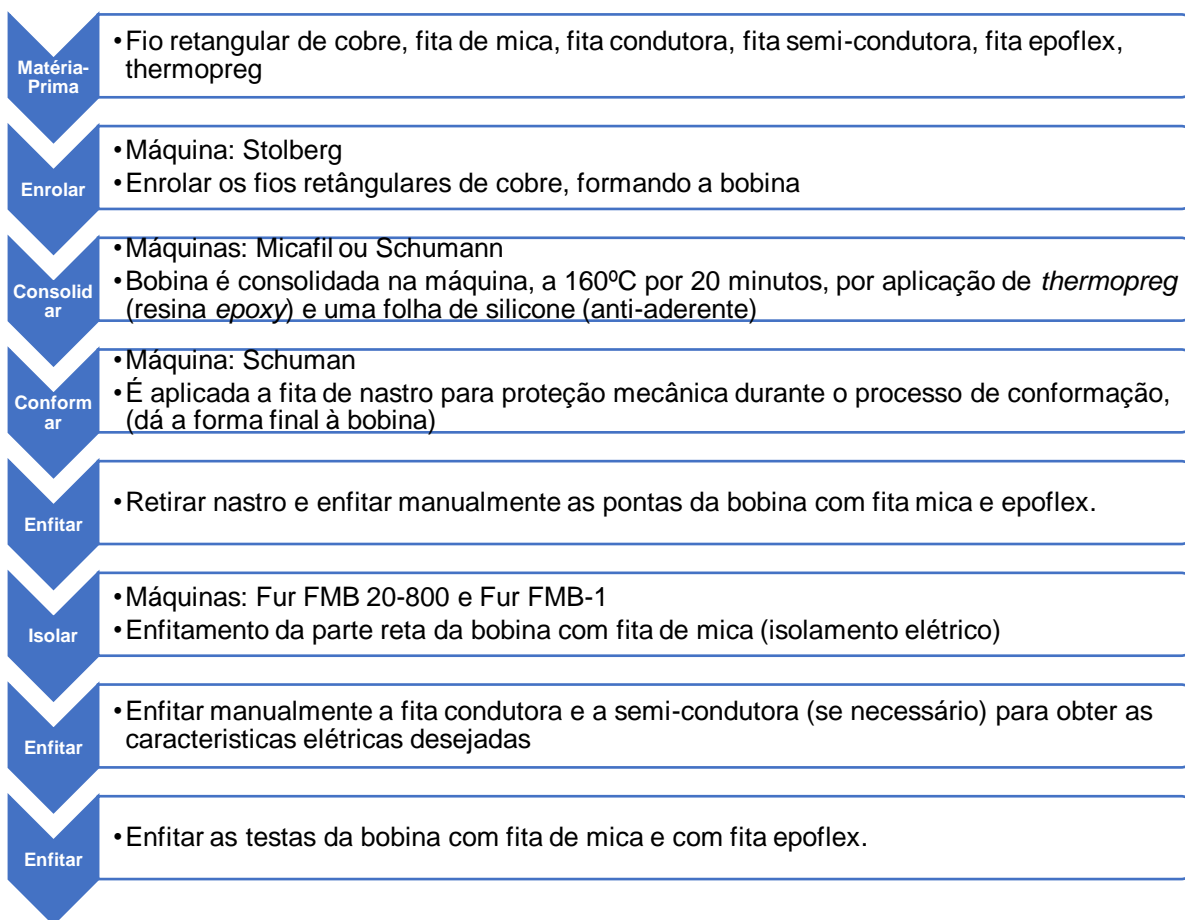 Matéria-
Prima
•Fio retangular de cobre, fita de mica, fita condutora, fita semi-condutora, fita epoflex,
thermopreg
Enrolar
•Máquina: Stolberg
•Enrolar os fios retângulares de cobre, formando a bobina
Consolid
ar
•Máquinas: Micafil ou Schumann
•Bobina é consolidada na máquina, a 160ºC por 20 minutos, por aplicação de thermopreg
(resina epoxy) e uma folha de silicone (anti-aderente)
Conform
ar
•Máquina: Schuman
•É aplicada a fita de nastro para proteção mecânica durante o processo de conformação,
(dá a forma final à bobina)
Enfitar
•Retirar nastro e enfitar manualmente as pontas da bobina com fita mica e epoflex.
Isolar
•Máquinas: Fur FMB 20-800 e Fur FMB-1
•Enfitamento da parte reta da bobina com fita de mica (isolamento elétrico)
Enfitar
•Enfitar manualmente a fita condutora e a semi-condutora (se necessário) para obter as
caracteristicas elétricas desejadas
Enfitar
•Enfitar as testas da bobina com fita de mica e com fita epoflex.